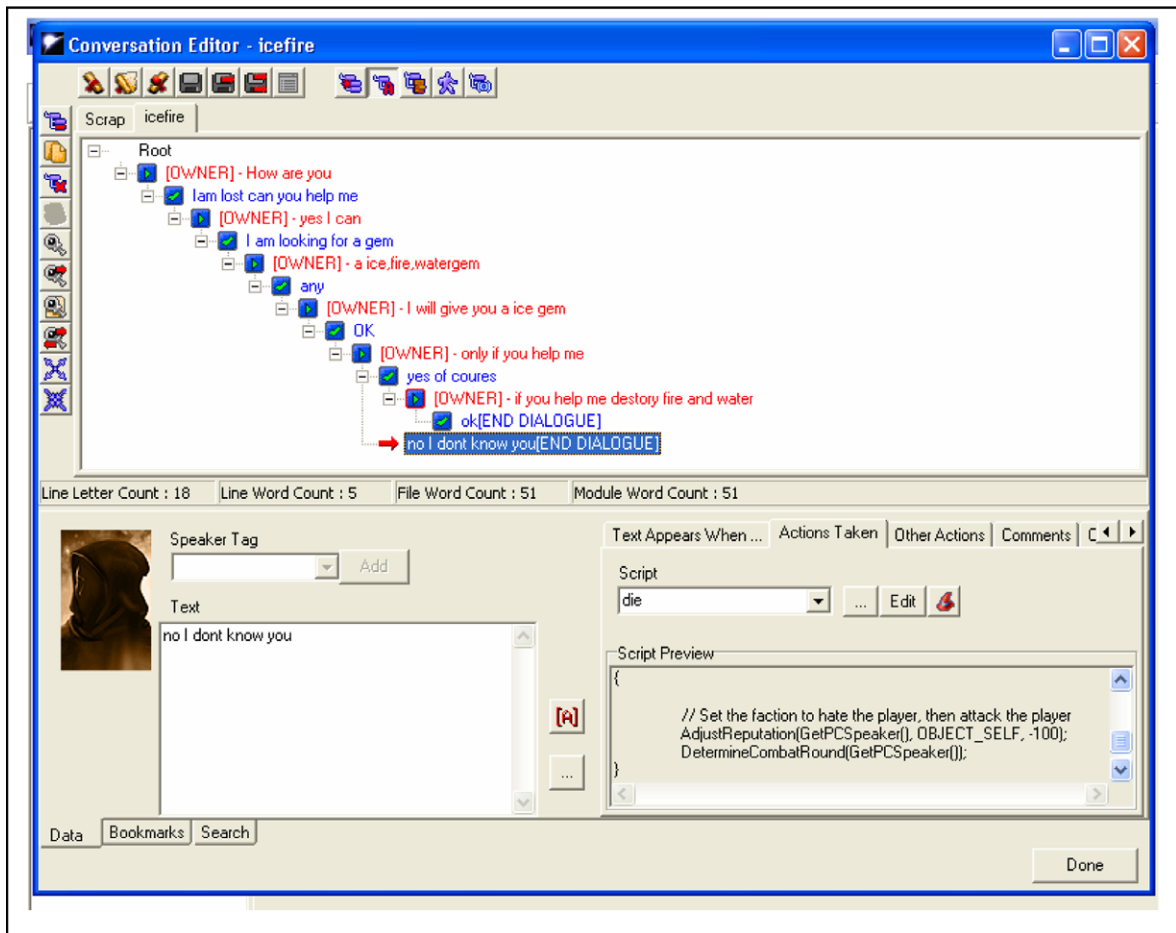 Conversation Editor - icefire
Scrap icefire
Root
[OWNER] - How are you
Iam lost can you help me
[OWNER] - yes I can
I am looking for a gem
[OWNER] - a ice,fire,watergem
any
[OWNER] - I will give you a ice gem
OK
[OWNER] - only if you help me
yes of coures
[OWNER] - if you help me destory fire and water
ok[END DIALOGUE]
no I dont know you[END DIALOGUE]
Line Letter Count : 18 Line Word Count : 5 File Word Count : 51 Module Word Count : 51
Speaker Tag
Add
Text
no I dont know you
[A]
...
Text Appears When ... Actions Taken Other Actions Comments C
Script
die ... Edit
Script Preview
{
// Set the faction to hate the player, then attack the player
AdjustReputation(GetPCSpeaker(), OBJECT_SELF, -100);
DetermineCombatRound(GetPCSpeaker());
}
Data Bookmarks Search
Done